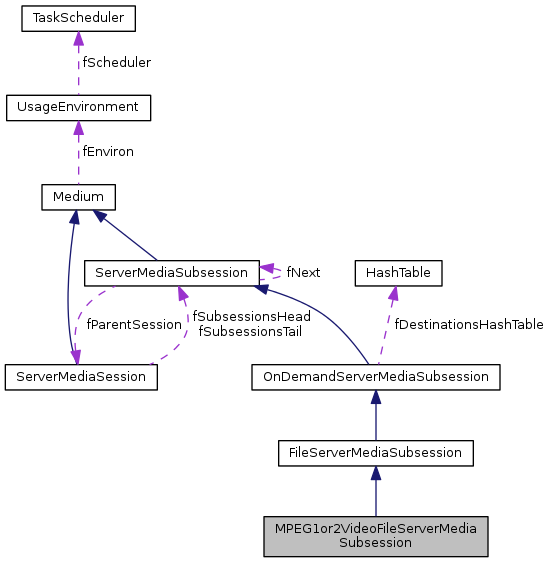 TaskScheduler
fScheduler
UsageEnvironment
fEnviron
Medium
ServerMediaSubsession
fNext
HashTable
fParentSession
fSubsessionsHead
fSubsessionsTail
fDestinationsHashTable
ServerMediaSession
OnDemandServerMediaSubsession
FileServerMediaSubsession
MPEG1or2VideoFileServerMedia
Subsession